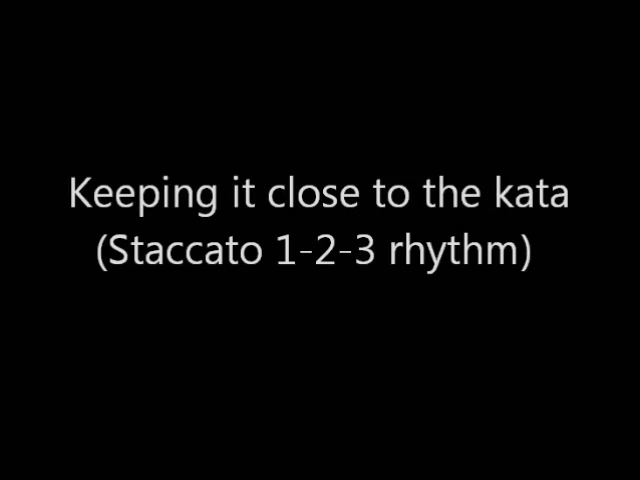 Keeping it close to the kata
(Staccato 1-2-3 rhythm)